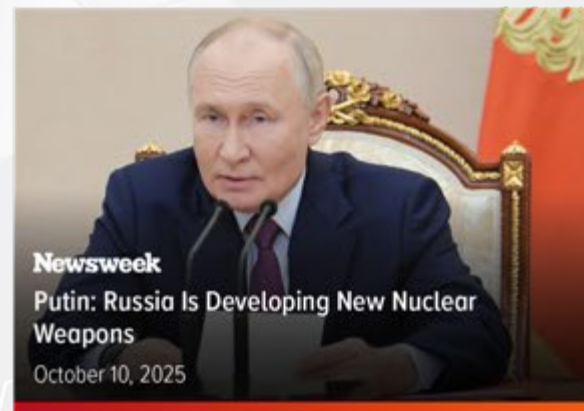 Newsweek
Putin: Russia Is Developing New Nuclear
Weapons
October 10, 2025